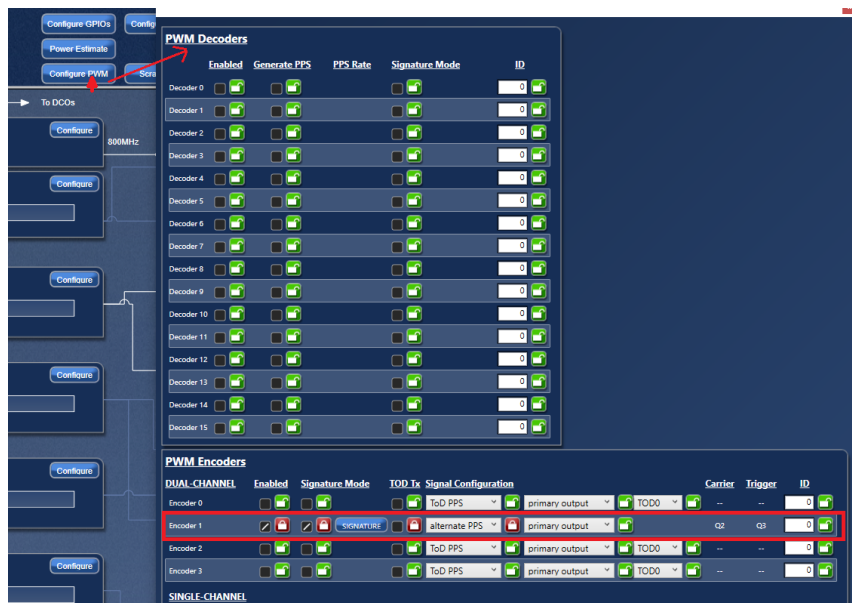 Configure GPIOs Config
Power Estimate
Configure PWM Scra
To DCOs
Configure
800MHz
Configure
Configure
Configure
Configure
Configure
PWM Decoders
Enabled Generate PPS PPS Rate Signature Mode ID
Decoder 0 0
Decoder 1 0
Decoder 2 0
Decoder 3 0
Decoder 4 0
Decoder 5 0
Decoder 6 0
Decoder 7 0
Decoder 8 0
Decoder 9 0
Decoder 10 0
Decoder 11 0
Decoder 12 0
Decoder 13 0
Decoder 14 0
Decoder 15 0
PWM Encoders
DUAL-CHANNEL Enabled Signature Mode TOD Tx Signal Configuration Carrier Trigger ID
Encoder 0 ToD PPS primary output TOD0 -- -- 0
Encoder 1 SIGNATURE alternate PPS primary output Q2 Q3 0
Encoder 2 ToD PPS primary output TOD0 -- -- 0
Encoder 3 ToD PPS primary output TOD0 -- -- 0
SINGLE-CHANNEL